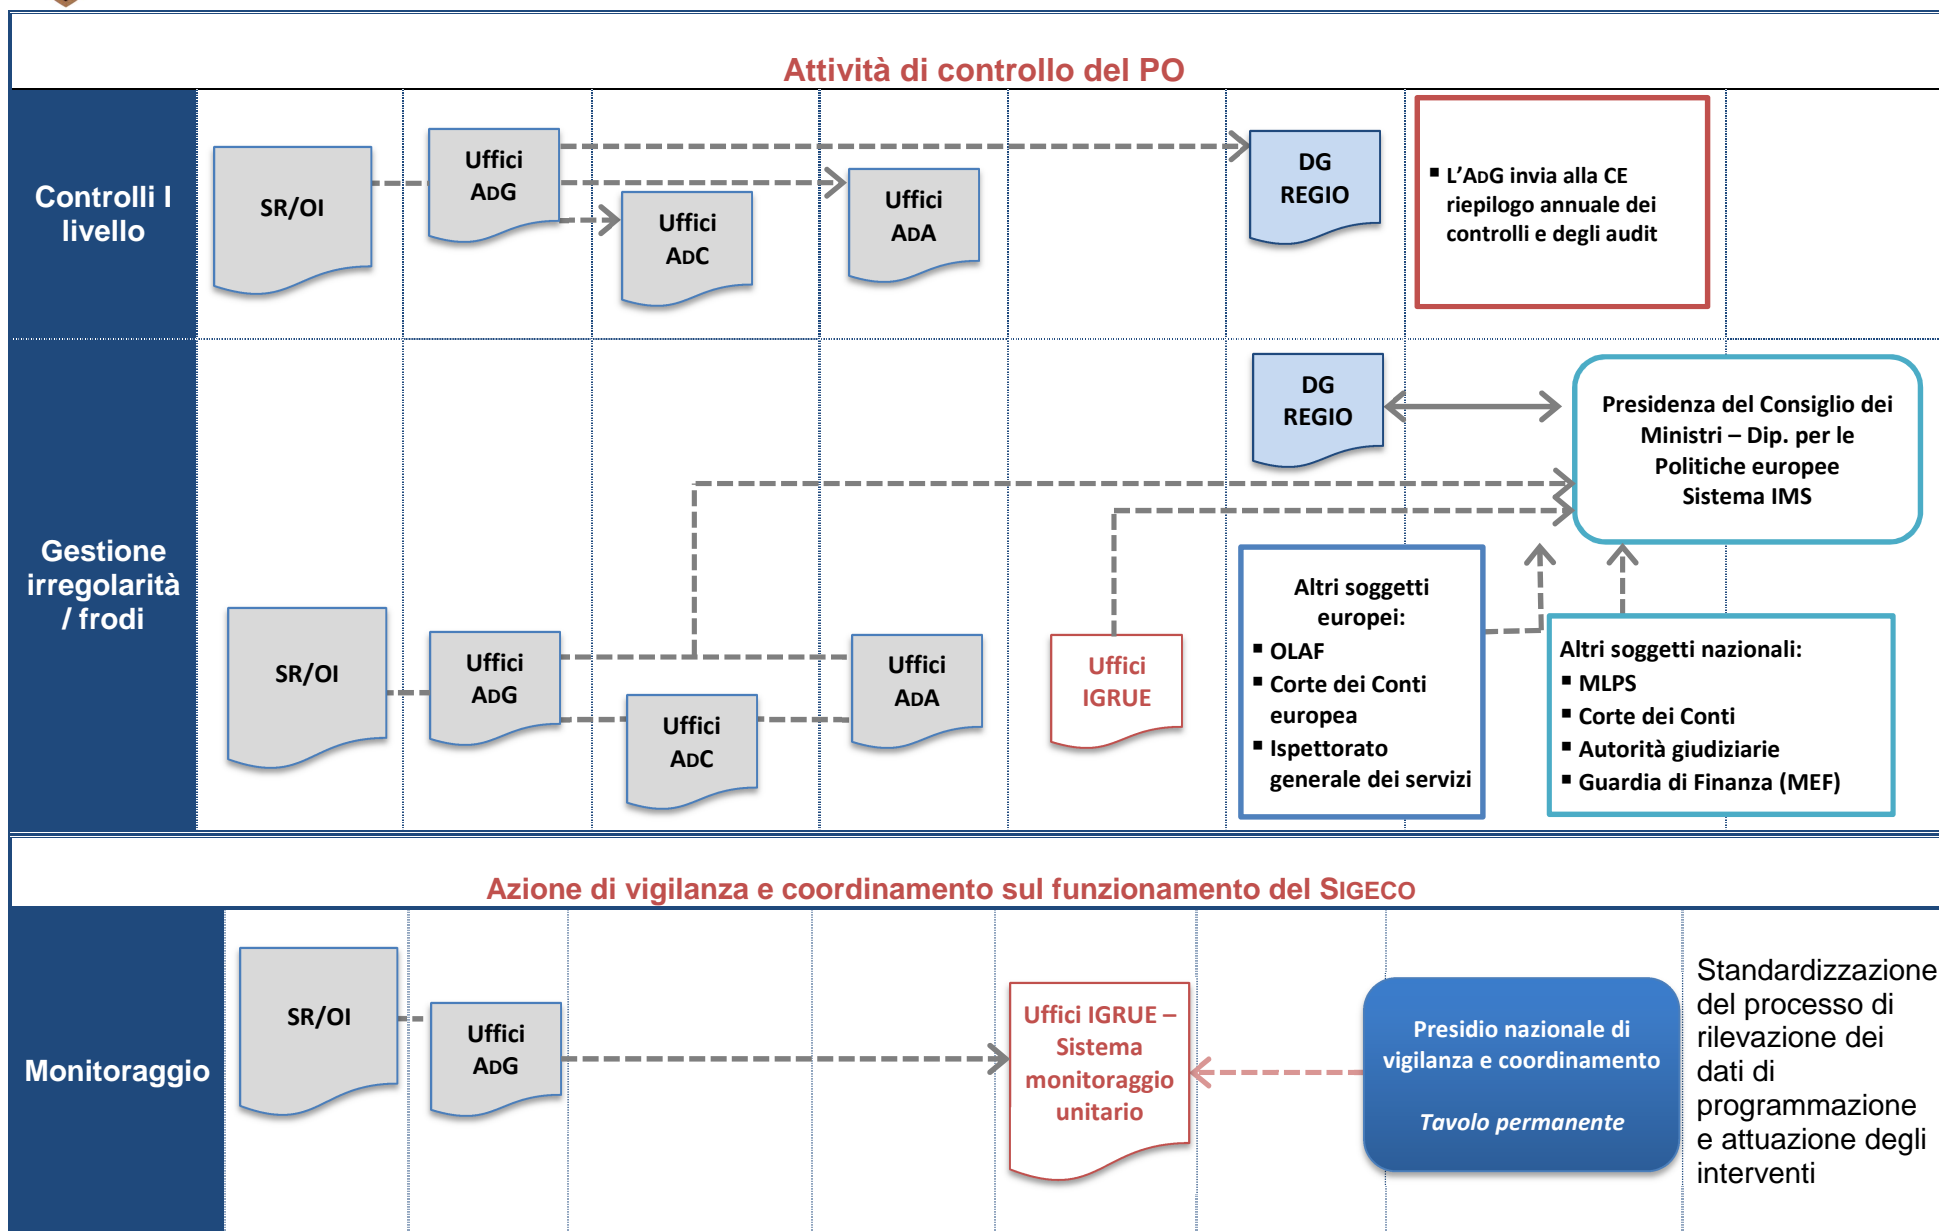 Attività di controllo del PO
Controlli I
livello
SR/OI
Uffici
ADG
Uffici
ADC
Uffici
ADA
DG
REGIO
▪ L'ADG invia alla CE
riepilogo annuale dei
controlli e degli audit
Gestione
irregolarità
/ frodi
SR/OI
Uffici
ADG
Uffici
ADC
Uffici
ADA
Uffici
IGRUE
DG
REGIO
Presidenza del Consiglio dei
Ministri – Dip. per le
Politiche europee
Sistema IMS
Altri soggetti
europei:
▪ OLAF
▪ Corte dei Conti
europea
▪ Ispettorato
generale dei servizi
Altri soggetti nazionali:
▪ MLPS
▪ Corte dei Conti
▪ Autorità giudiziarie
▪ Guardia di Finanza (MEF)
Azione di vigilanza e coordinamento sul funzionamento del SIGECO
Monitoraggio
SR/OI
Uffici
ADG
Uffici IGRUE –
Sistema
monitoraggio
unitario
Presidio nazionale di
vigilanza e coordinamento
Tavolo permanente
Standardizzazione
del processo di
rilevazione dei
dati di
programmazione
e attuazione degli
interventi